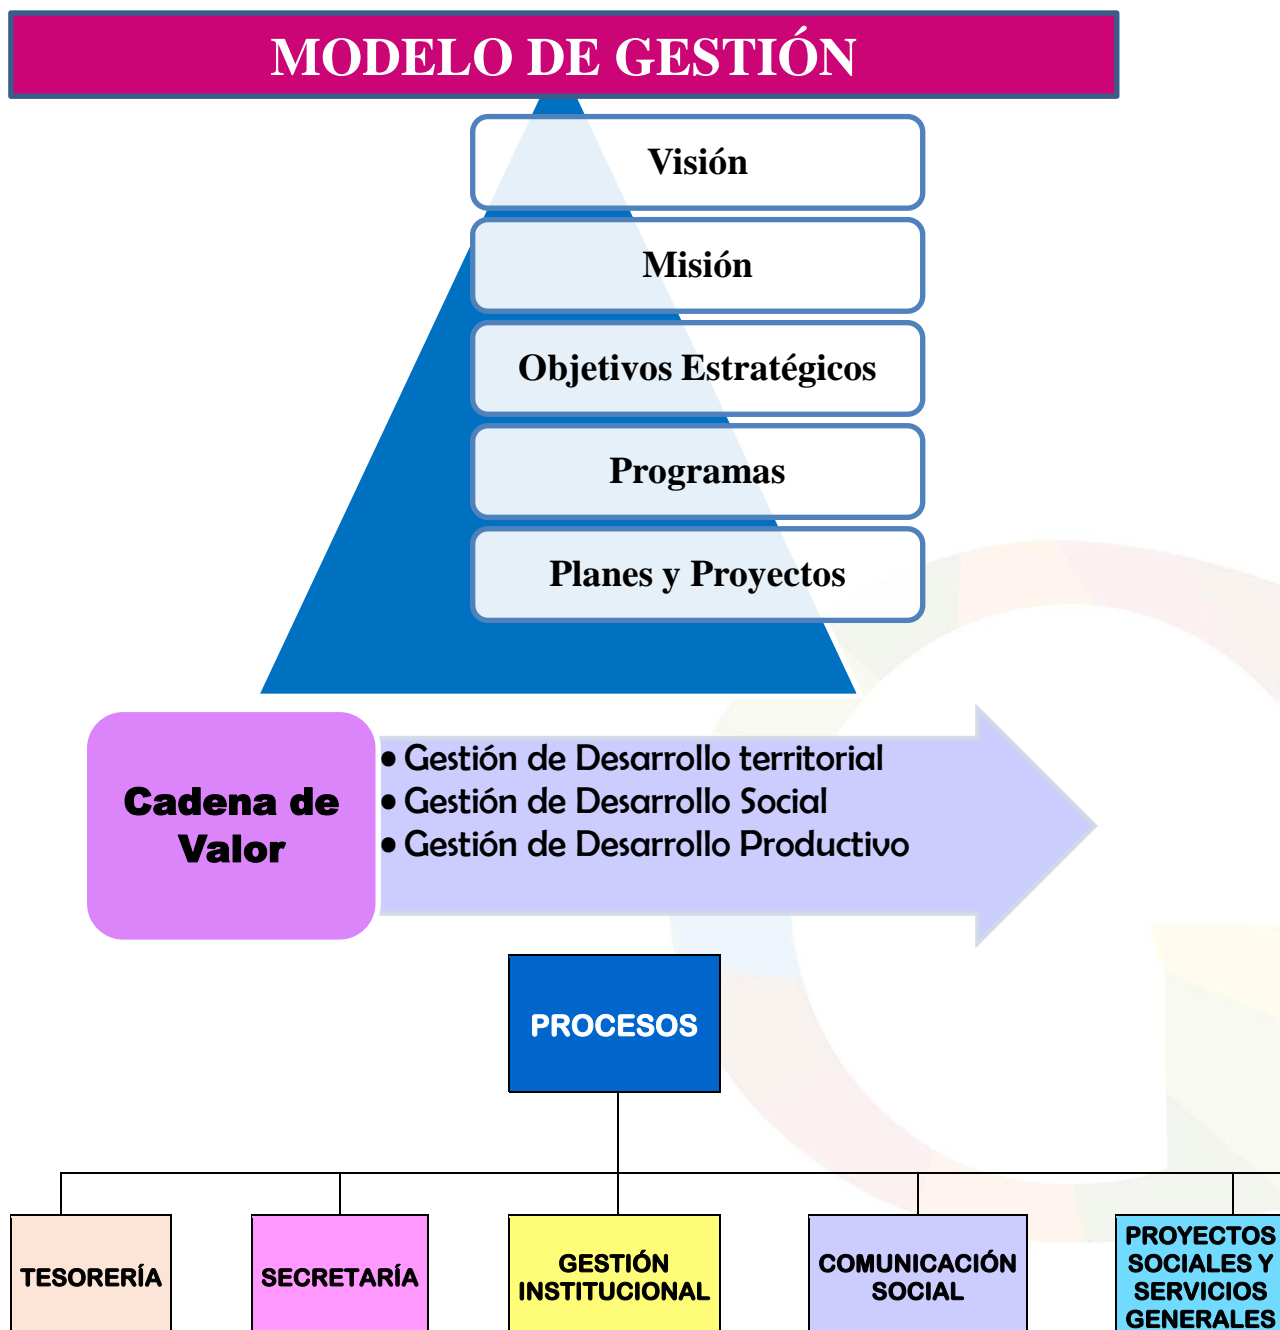 MODELO DE GESTIÓN
Visión
Misión
Objetivos Estratégicos
Programas
Planes y Proyectos
Cadena de
Valor
• Gestión de Desarrollo territorial
• Gestión de Desarrollo Social
• Gestión de Desarrollo Productivo
PROCESOS
TESORERÍA
SECRETARÍA
GESTIÓN
INSTITUCIONAL
COMUNICACIÓN
SOCIAL
PROYECTOS
SOCIALES Y
SERVICIOS
GENERALES